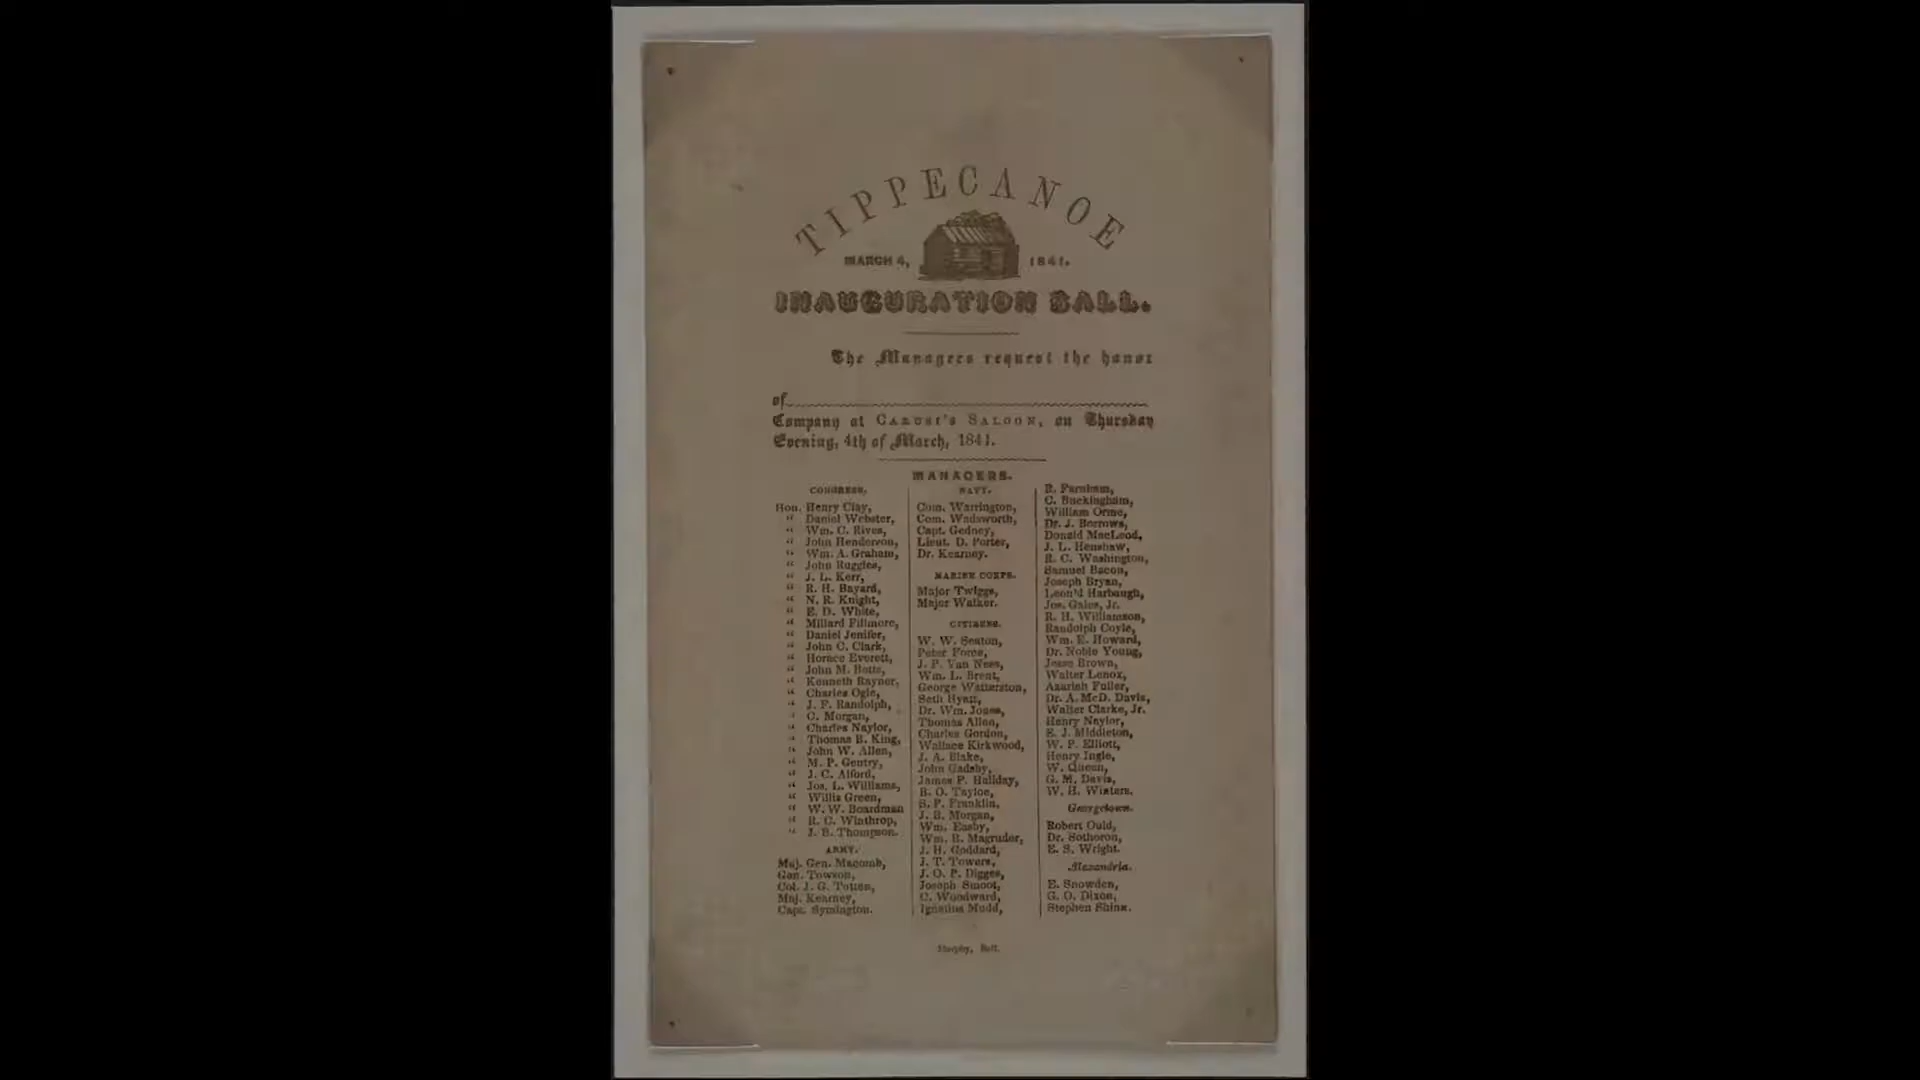 TIPPECANOE
MARCH 4, 1841.
INAUGURATION BALL.
The Managers request the honor
of
Company at CARUSI'S SALOON, on Thursday
Evening, 4th of March, 1841.
MANAGERS.
CONGRESS.
Hon. Henry Clay,
" Daniel Webster,
" Wm. C. Rives,
" John Henderson,
" Wm. A. Graham,
" John Ruggles,
" J. L. Kerr,
" R. H. Bayard,
" N. R. Knight,
" E. D. White,
" Millard Fillmore,
" Daniel Jenifer,
" John C. Clark,
" Horace Everett,
" John M. Botts,
" Kenneth Rayner,
" Charles Ogle,
" J. F. Randolph,
" C. Morgan,
" Charles Naylor,
" Thomas B. King,
" John W. Allen,
" M. P. Gentry,
" J. C. Alford,
" Jos. L. Williams,
" Willis Green,
" W. W. Boardman
" R. C. Winthrop,
" J. B. Thompson.
ARMY.
Maj. Gen. Macomb,
Gen. Towson,
Col. J. G. Totten,
Maj. Kearney,
Capt. Symington.
NAVY.
Com. Warrington,
Com. Wadsworth,
Capt. Gedney,
Lieut. D. Porter,
Dr. Kearney.
MARINE CORPS.
Major Twiggs,
Major Walker.
CITIZENS.
W. W. Seaton,
Peter Force,
J. P. Van Ness,
Wm. L. Brent,
George Watterston,
Seth Hyatt,
Dr. Wm. Jones,
Thomas Allen,
Charles Gordon,
Wallace Kirkwood,
J. A. Blake,
John Gadsby,
James P. Haliday,
B. O. Tayloe,
S. P. Franklin,
J. B. Morgan,
Wm. Easby,
Wm. B. Magruder,
J. H. Goddard,
J. T. Towers,
J. O. P. Digges,
Joseph Smoot,
C. Woodward,
Ignatius Mudd,
R. Farnham,
C. Buckingham,
William Orme,
Dr. J. Borrows,
Donald MacLeod,
J. L. Henshaw,
R. C. Washington,
Samuel Bacon,
Joseph Bryan,
Leon'd Harbaugh,
Jos. Gales, Jr.
R. H. Williamson,
Randolph Coyle,
Wm. E. Howard,
Dr. Noble Young,
Jesse Brown,
Walter Lenox,
Azariah Fuller,
Dr. A. McD. Davis,
Walter Clarke, Jr.
Henry Naylor,
E. J. Middleton,
W. P. Elliott,
Henry Ingle,
W. Queen,
G. M. Davis,
W. H. Winters.
Georgetown.
Robert Ould,
Dr. Sothoron,
E. S. Wright.
Alexandria.
E. Snowden,
G. O. Dixon,
Stephen Shinn.
Murphy, Balt.